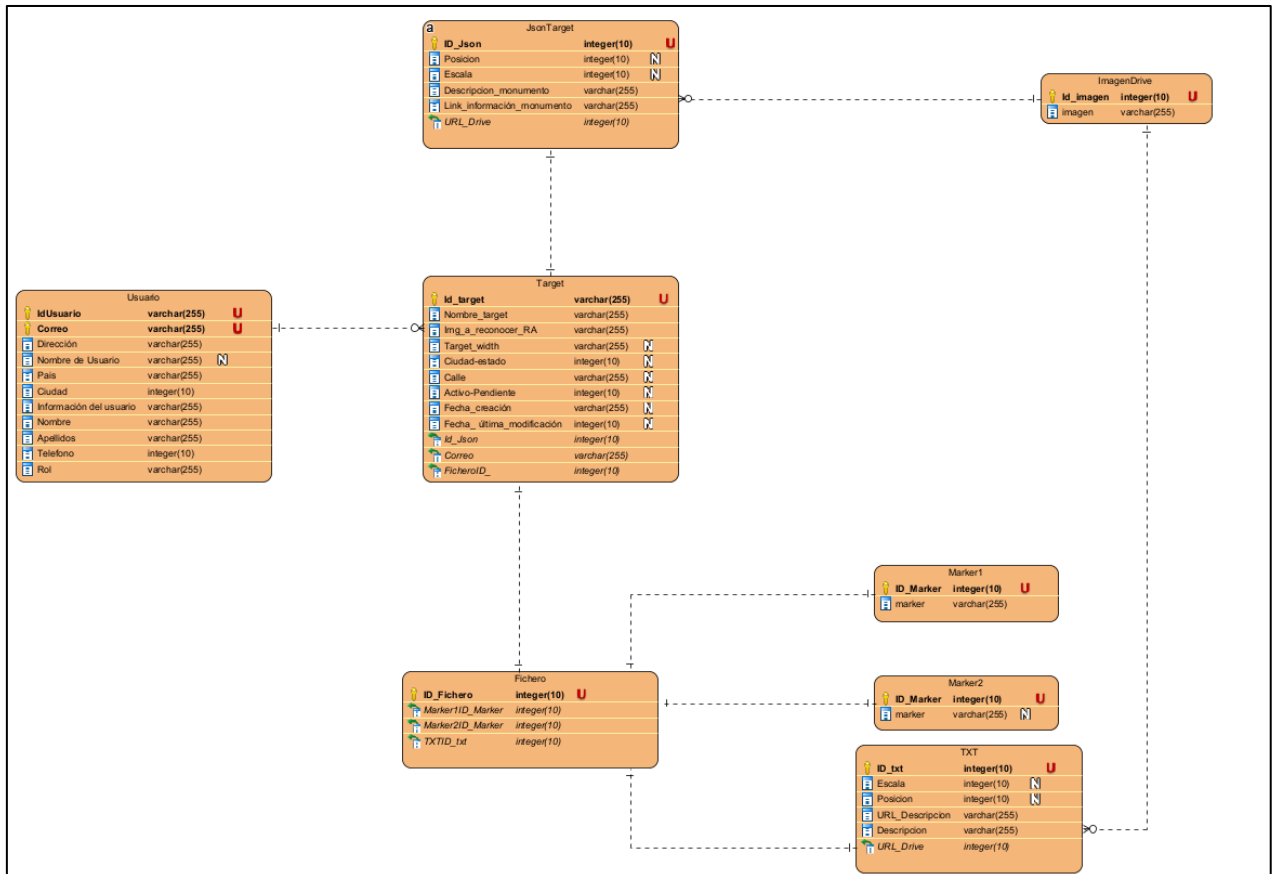 a JsonTarget
ID_Json integer(10) U
Posicion integer(10) N
Escala integer(10) N
Descripcion_monumento varchar(255)
Link_información_monumento varchar(255)
URL_Drive integer(10)
ImagenDrive
Id_imagen integer(10) U
imagen varchar(255)
Usuario
IdUsuario varchar(255) U
Correo varchar(255) U
Dirección varchar(255)
Nombre de Usuario varchar(255) N
Pais varchar(255)
Ciudad integer(10)
Información del usuario varchar(255)
Nombre varchar(255)
Apellidos varchar(255)
Telefono integer(10)
Rol varchar(255)
Target
Id_target varchar(255) U
Nombre_target varchar(255)
Img_a_reconocer_RA varchar(255)
Target_width varchar(255) N
Ciudad-estado integer(10) N
Calle varchar(255) N
Activo-Pendiente integer(10) N
Fecha_creación varchar(255) N
Fecha_ última_modificación integer(10) N
Id_Json integer(10)
Correo varchar(255)
FicheroID_ integer(10)
Marker1
ID_Marker integer(10) U
marker varchar(255)
Fichero
ID_Fichero integer(10) U
Marker1ID_Marker integer(10)
Marker2ID_Marker integer(10)
TXTID_txt integer(10)
Marker2
ID_Marker integer(10) U
marker varchar(255) N
TXT
ID_txt integer(10) U
Escala integer(10) N
Posicion integer(10) N
URL_Descripcion varchar(255)
Descripcion varchar(255)
URL_Drive integer(10)